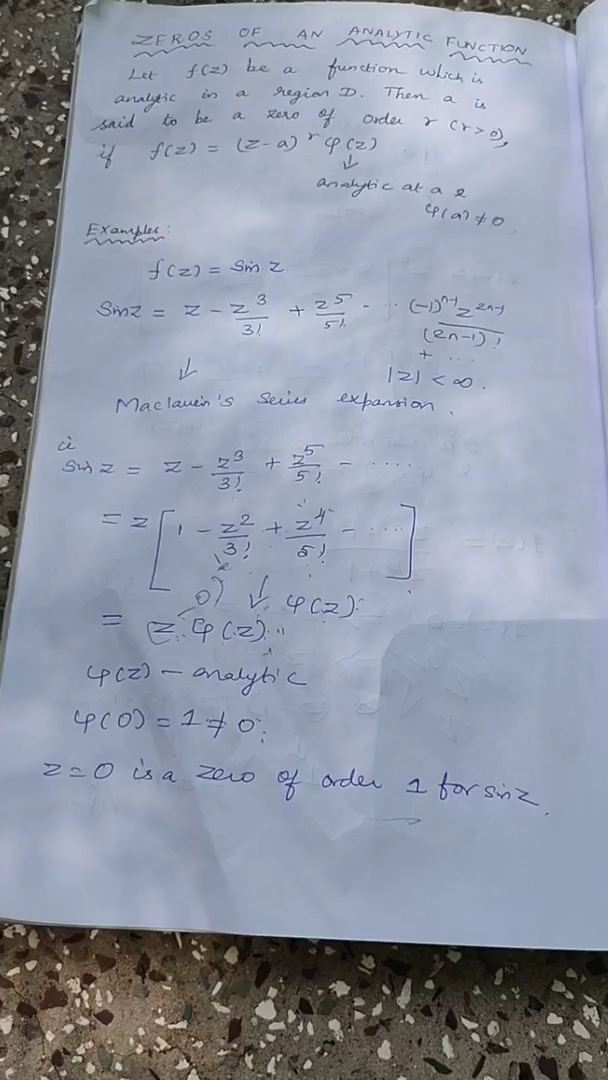 ZEROS OF AN ANALYTIC FUNCTION
Let f(z) be a function which is
analytic in a region D. Then a is
said to be a zero of order r (r>0),
if f(z) = (z-a)^r φ(z)
↓
analytic at a &
φ(a) ≠ 0.
Examples:
f(z) = Sin z.
Sinz = z - z^3/3! + z^5/5! - ... (-1)^{n-1} z^{2n-1}/(2n-1)!
+ ...
|z| < ∞.
↓
Maclaurin's Series expansion.
Sin z = z - z^3/3! + z^5/5! - ....
= z [1 - z^2/3! + z^4/5! - ....]
↓ φ(z)
= (z-0) φ(z)
φ(z) - analytic
φ(0) = 1 ≠ 0.
z=0 is a zero of order 1 for sinz.